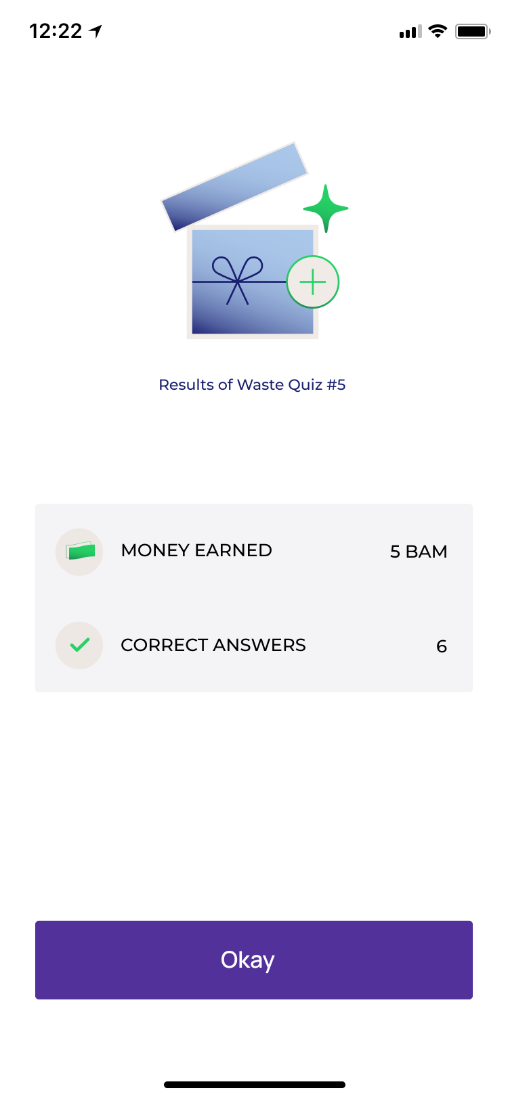 12:22
Results of Waste Quiz #5
MONEY EARNED 5 BAM
CORRECT ANSWERS 6
Okay